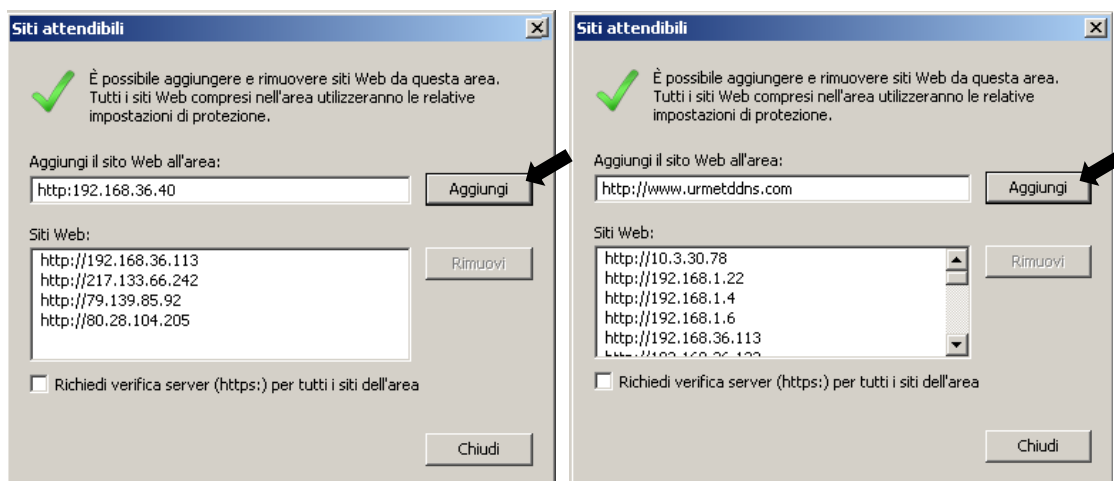 Siti attendibili
È possibile aggiungere e rimuovere siti Web da questa area.
Tutti i siti Web compresi nell'area utilizzeranno le relative
impostazioni di protezione.
Aggiungi il sito Web all'area:
http:192.168.36.40
Aggiungi
Siti Web:
http://192.168.36.113
http://217.133.66.242
http://79.139.85.92
http://80.28.104.205
Rimuovi
Richiedi verifica server (https:) per tutti i siti dell'area
Chiudi
Siti attendibili
È possibile aggiungere e rimuovere siti Web da questa area.
Tutti i siti Web compresi nell'area utilizzeranno le relative
impostazioni di protezione.
Aggiungi il sito Web all'area:
http://www.urmetddns.com
Aggiungi
Siti Web:
http://10.3.30.78
http://192.168.1.22
http://192.168.1.4
http://192.168.1.6
http://192.168.36.113
Rimuovi
Richiedi verifica server (https:) per tutti i siti dell'area
Chiudi